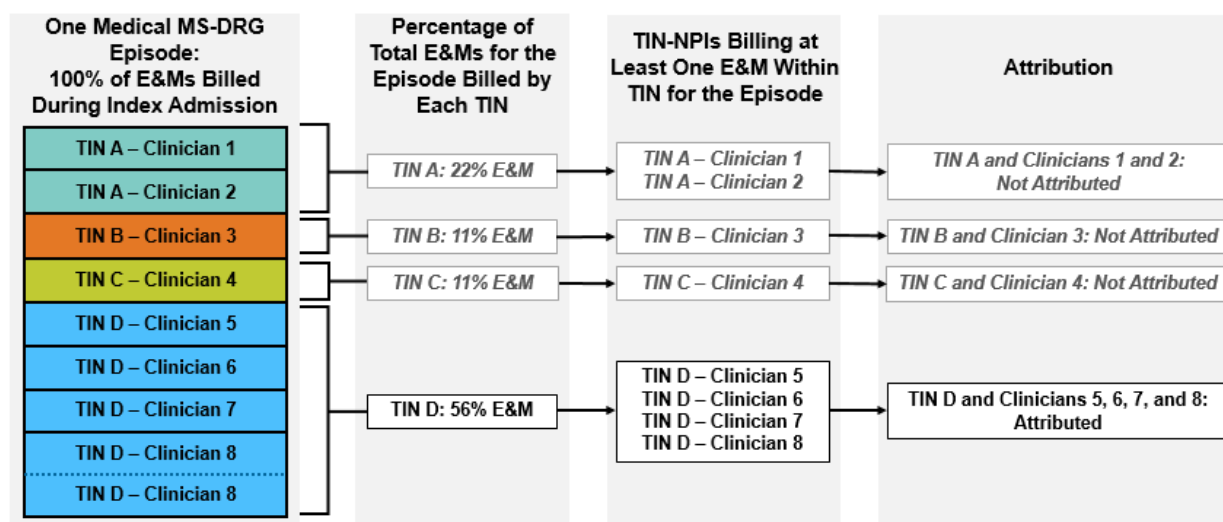 One Medical MS-DRG
Episode:
100% of E&Ms Billed
During Index Admission
TIN A – Clinician 1
TIN A – Clinician 2
TIN B – Clinician 3
TIN C – Clinician 4
TIN D – Clinician 5
TIN D – Clinician 6
TIN D – Clinician 7
TIN D – Clinician 8
TIN D – Clinician 8
Percentage of
Total E&Ms for the
Episode Billed by
Each TIN
TIN A: 22% E&M
TIN B: 11% E&M
TIN C: 11% E&M
TIN D: 56% E&M
TIN-NPIs Billing at
Least One E&M Within
TIN for the Episode
TIN A – Clinician 1
TIN A – Clinician 2
TIN B – Clinician 3
TIN C – Clinician 4
TIN D – Clinician 5
TIN D – Clinician 6
TIN D – Clinician 7
TIN D – Clinician 8
Attribution
TIN A and Clinicians 1 and 2:
Not Attributed
TIN B and Clinician 3: Not Attributed
TIN C and Clinician 4: Not Attributed
TIN D and Clinicians 5, 6, 7, and 8:
Attributed